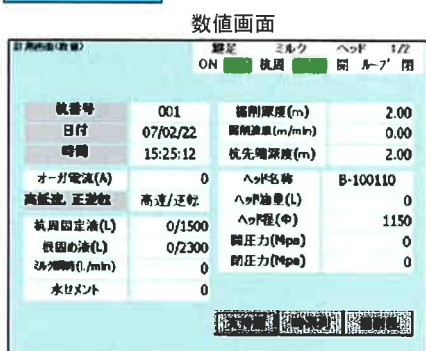 数値画面
計測画面(数値)
蹤足 ミルク ヘッド 1/2
ON 杭周 開 ループ 閉
杭番号 001 掘削深度(m) 2.00
日付 07/02/22 掘削速度(m/min) 0.00
時間 15:25:12 杭先端深度(m) 2.00
オーガ電流(A) 0 ヘッド名称 B-100110
高低速, 正逆転 高速/正転 ヘッド油量(L) 0
杭周固定液(L) 0/1500 ヘッド径(Φ) 1150
根固め液(L) 0/2300 開圧力(Mpa) 0
ミルク瞬時(L/min) 0 閉圧力(Mpa) 0
水セメント 0